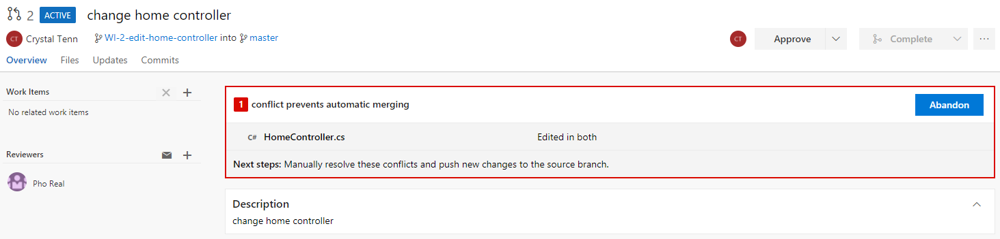 2 ACTIVE change home controller
CT Crystal Tenn WI-2-edit-home-controller into master CT Approve Complete ...
Overview Files Updates Commits
Work Items
No related work items
Reviewers
Pho Real
1 conflict prevents automatic merging Abandon
C# HomeController.cs Edited in both
Next steps: Manually resolve these conflicts and push new changes to the source branch.
Description
change home controller